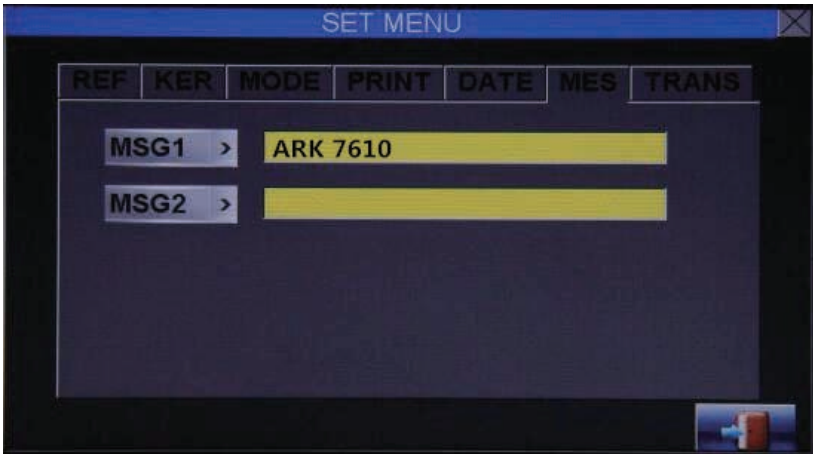 SET MENU
REF KER MODE PRINT DATE MES TRANS
MSG1 > ARK 7610
MSG2 >